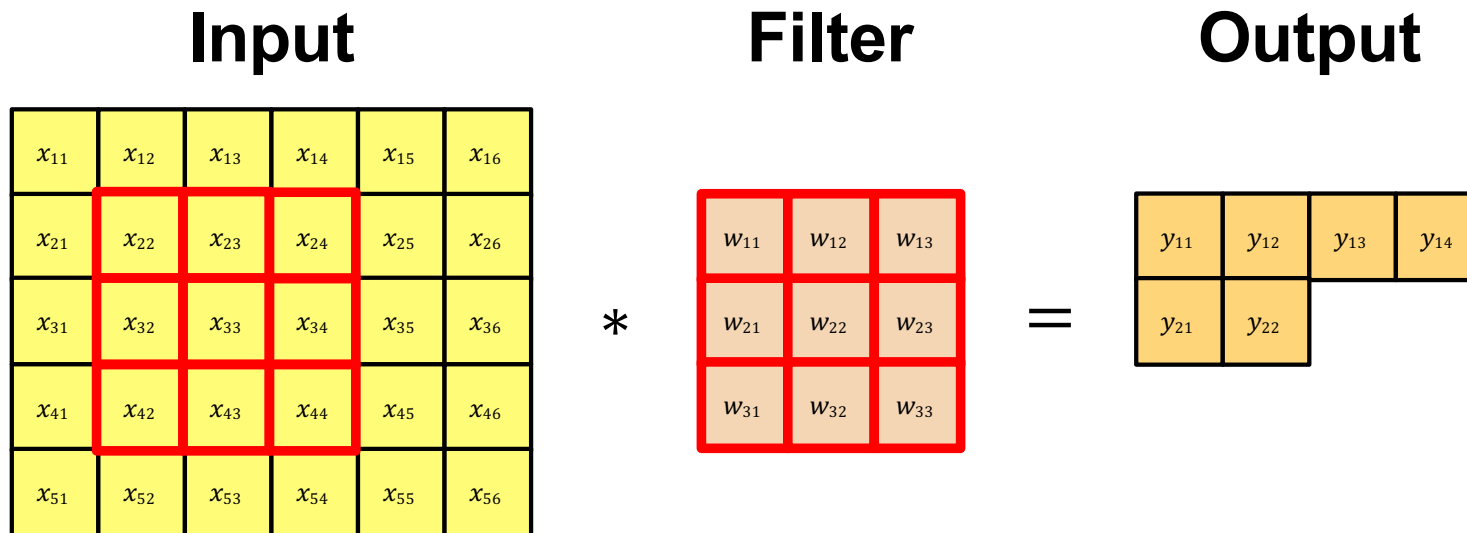 Input Filter Output
x₁₁ x₁₂ x₁₃ x₁₄ x₁₅ x₁₆
x₂₁ x₂₂ x₂₃ x₂₄ x₂₅ x₂₆ w₁₁ w₁₂ w₁₃ y₁₁ y₁₂ y₁₃ y₁₄
x₃₁ x₃₂ x₃₃ x₃₄ x₃₅ x₃₆ * w₂₁ w₂₂ w₂₃ = y₂₁ y₂₂
x₄₁ x₄₂ x₄₃ x₄₄ x₄₅ x₄₆ w₃₁ w₃₂ w₃₃
x₅₁ x₅₂ x₅₃ x₅₄ x₅₅ x₅₆